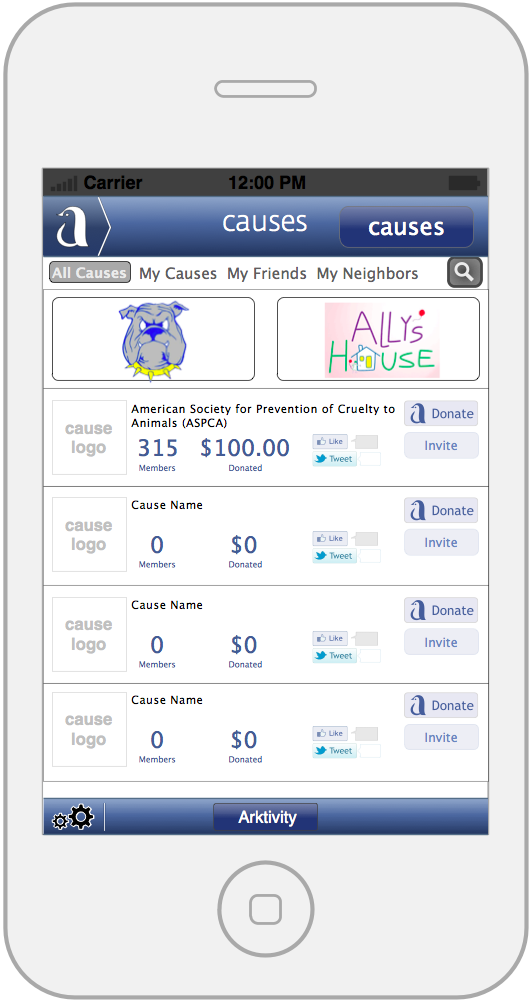 Carrier 12:00 PM
a causes causes
All Causes My Causes My Friends My Neighbors
ALLY's
HOUSE
cause
logo
American Society for Prevention of Cruelty to
Animals (ASPCA)
315 $100.00
Members Donated
Like
Tweet
a Donate
Invite
cause
logo
Cause Name
0 $0
Members Donated
Like
Tweet
a Donate
Invite
cause
logo
Cause Name
0 $0
Members Donated
Like
Tweet
a Donate
Invite
cause
logo
Cause Name
0 $0
Members Donated
Like
Tweet
a Donate
Invite
Arktivity